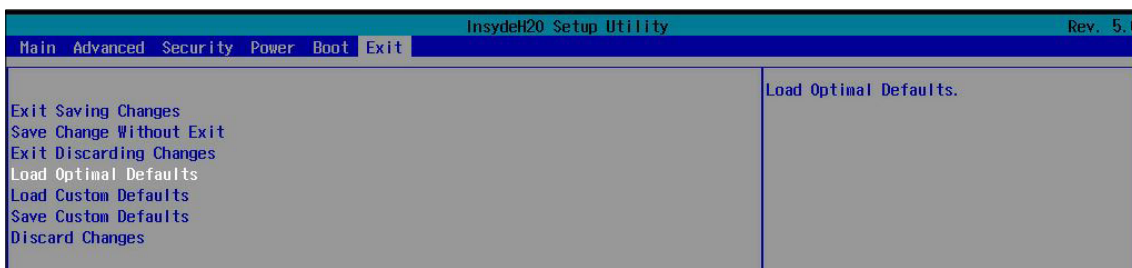 InsydeH20 Setup Utility Rev. 5.
Main Advanced Security Power Boot Exit
Load Optimal Defaults.
Exit Saving Changes
Save Change Without Exit
Exit Discarding Changes
Load Optimal Defaults
Load Custom Defaults
Save Custom Defaults
Discard Changes